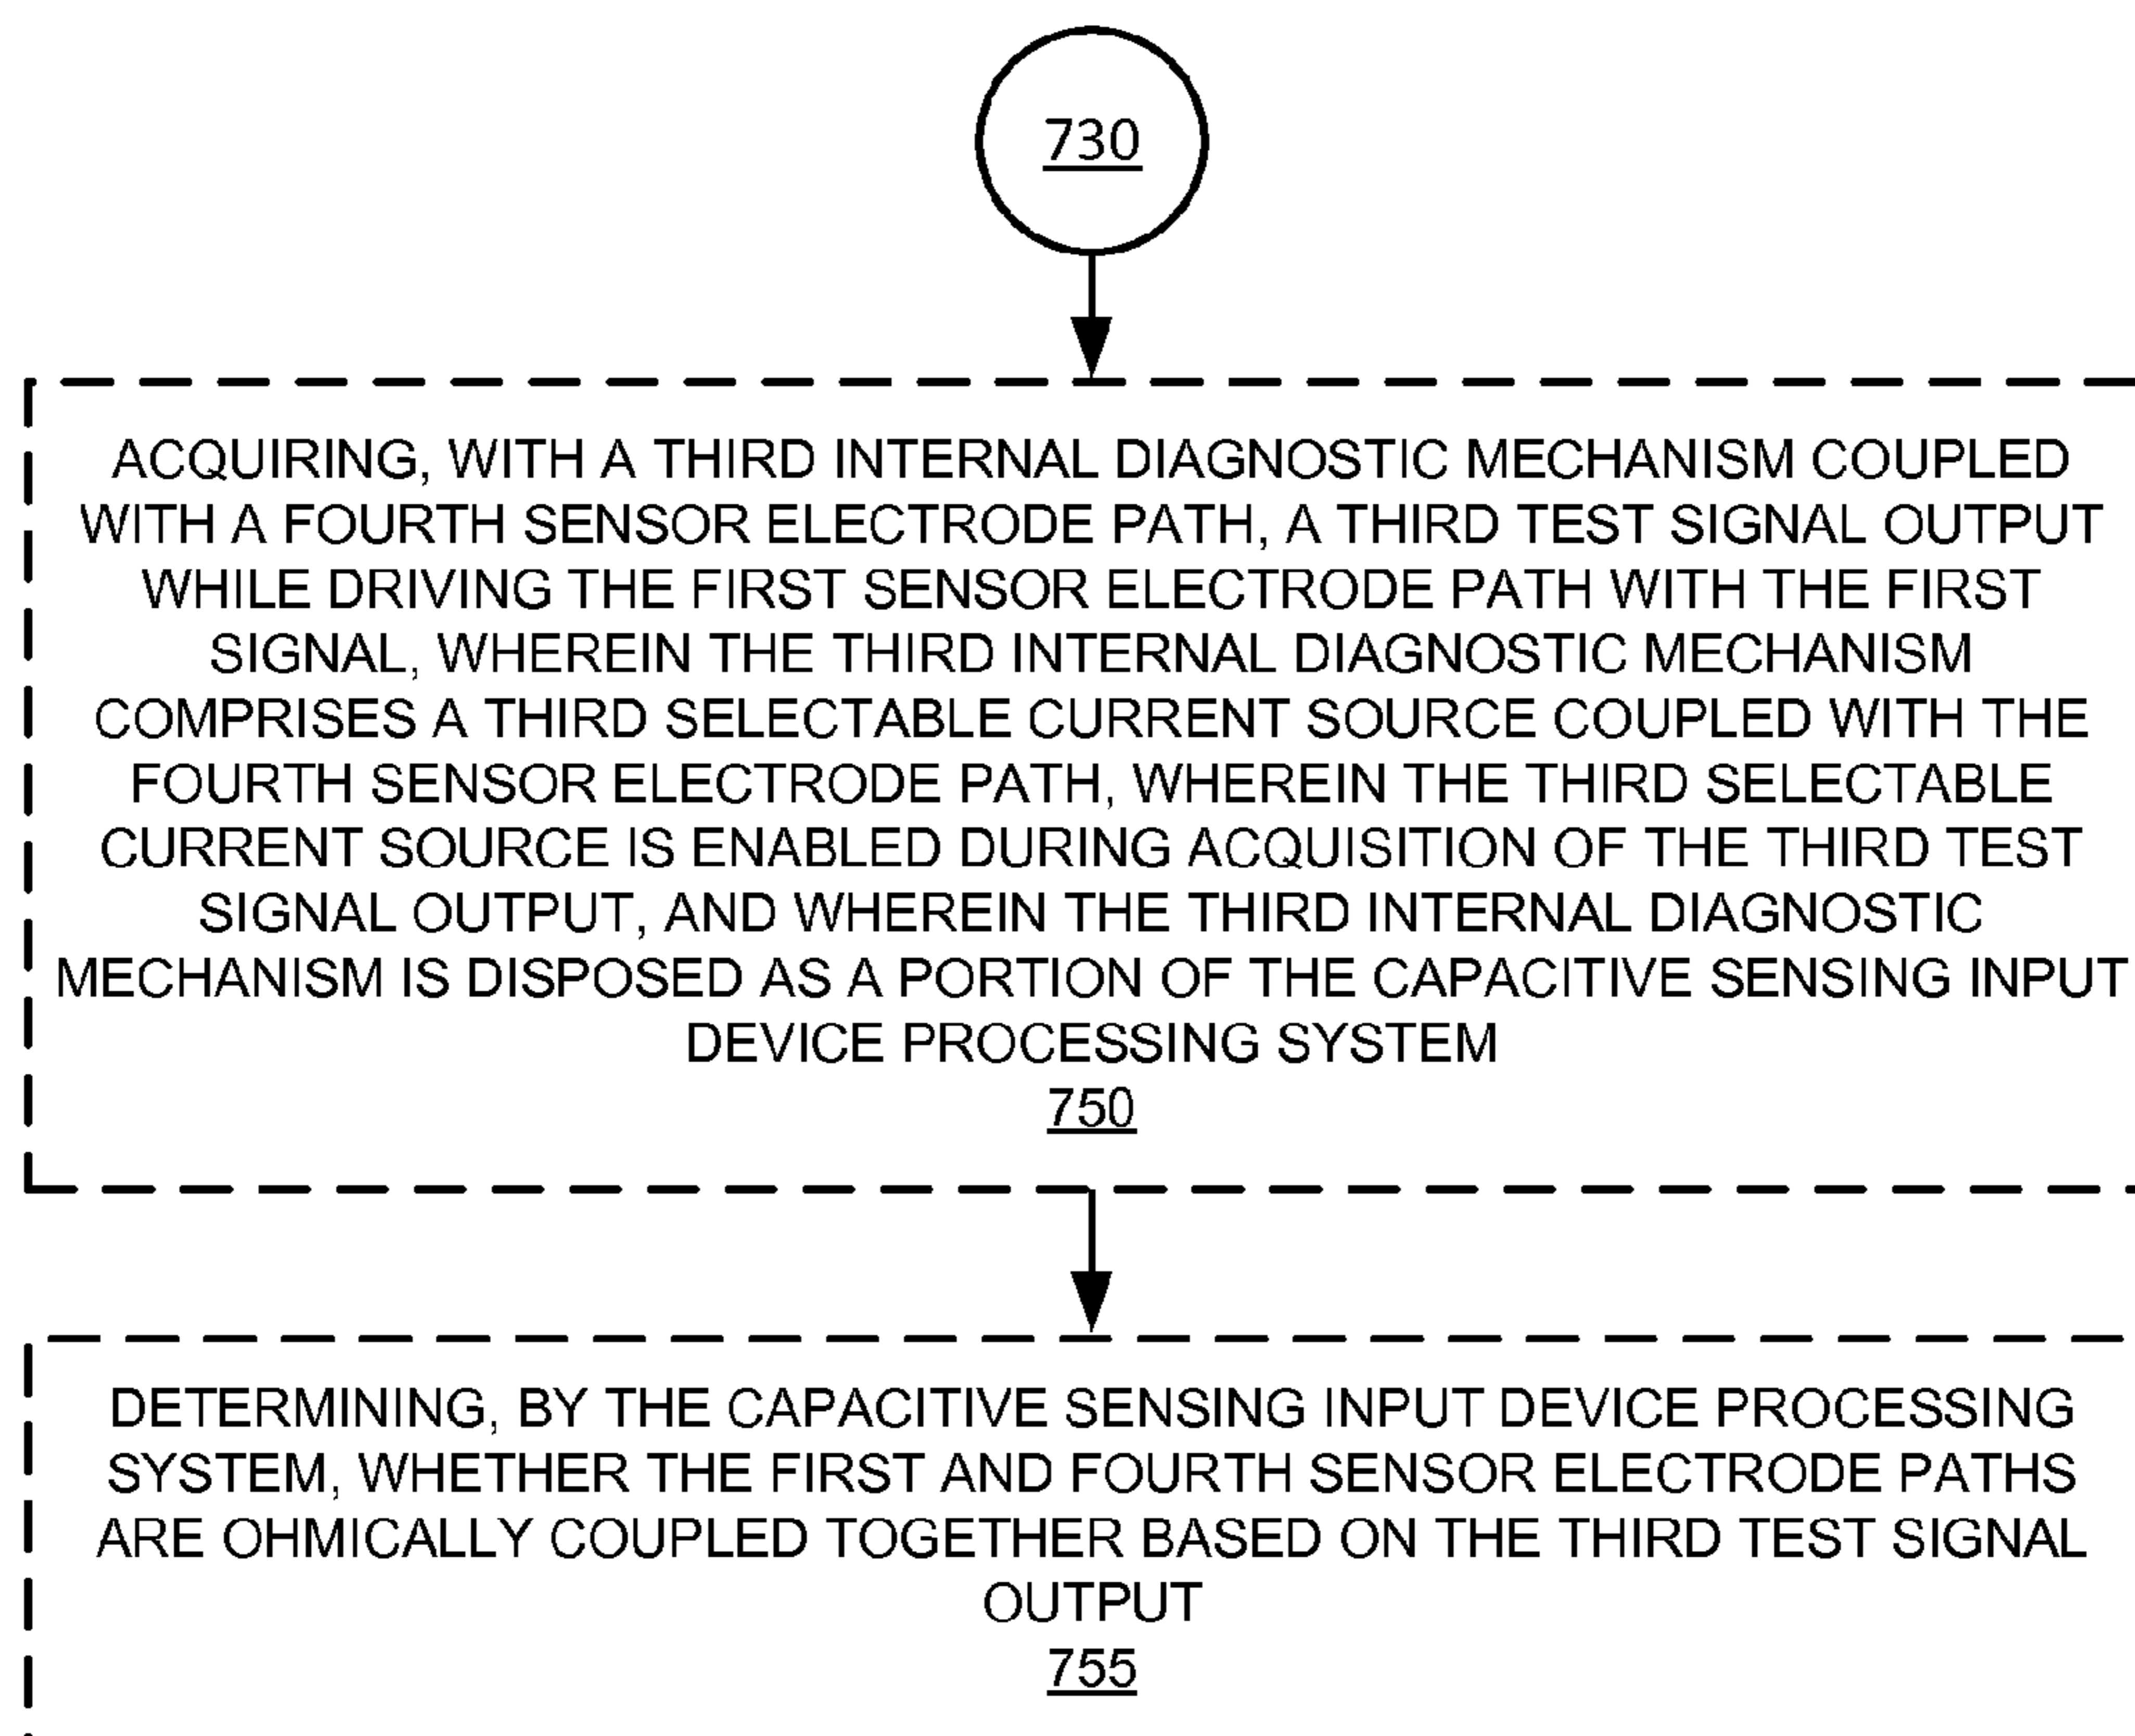 730
ACQUIRING, WITH A THIRD INTERNAL DIAGNOSTIC MECHANISM COUPLED
WITH A FOURTH SENSOR ELECTRODE PATH, A THIRD TEST SIGNAL OUTPUT
WHILE DRIVING THE FIRST SENSOR ELECTRODE PATH WITH THE FIRST
SIGNAL, WHEREIN THE THIRD INTERNAL DIAGNOSTIC MECHANISM
COMPRISES A THIRD SELECTABLE CURRENT SOURCE COUPLED WITH THE
FOURTH SENSOR ELECTRODE PATH, WHEREIN THE THIRD SELECTABLE
CURRENT SOURCE IS ENABLED DURING ACQUISITION OF THE THIRD TEST
SIGNAL OUTPUT, AND WHEREIN THE THIRD INTERNAL DIAGNOSTIC
MECHANISM IS DISPOSED AS A PORTION OF THE CAPACITIVE SENSING INPUT
DEVICE PROCESSING SYSTEM
750
DETERMINING, BY THE CAPACITIVE SENSING INPUT DEVICE PROCESSING
SYSTEM, WHETHER THE FIRST AND FOURTH SENSOR ELECTRODE PATHS
ARE OHMICALLY COUPLED TOGETHER BASED ON THE THIRD TEST SIGNAL
OUTPUT
755